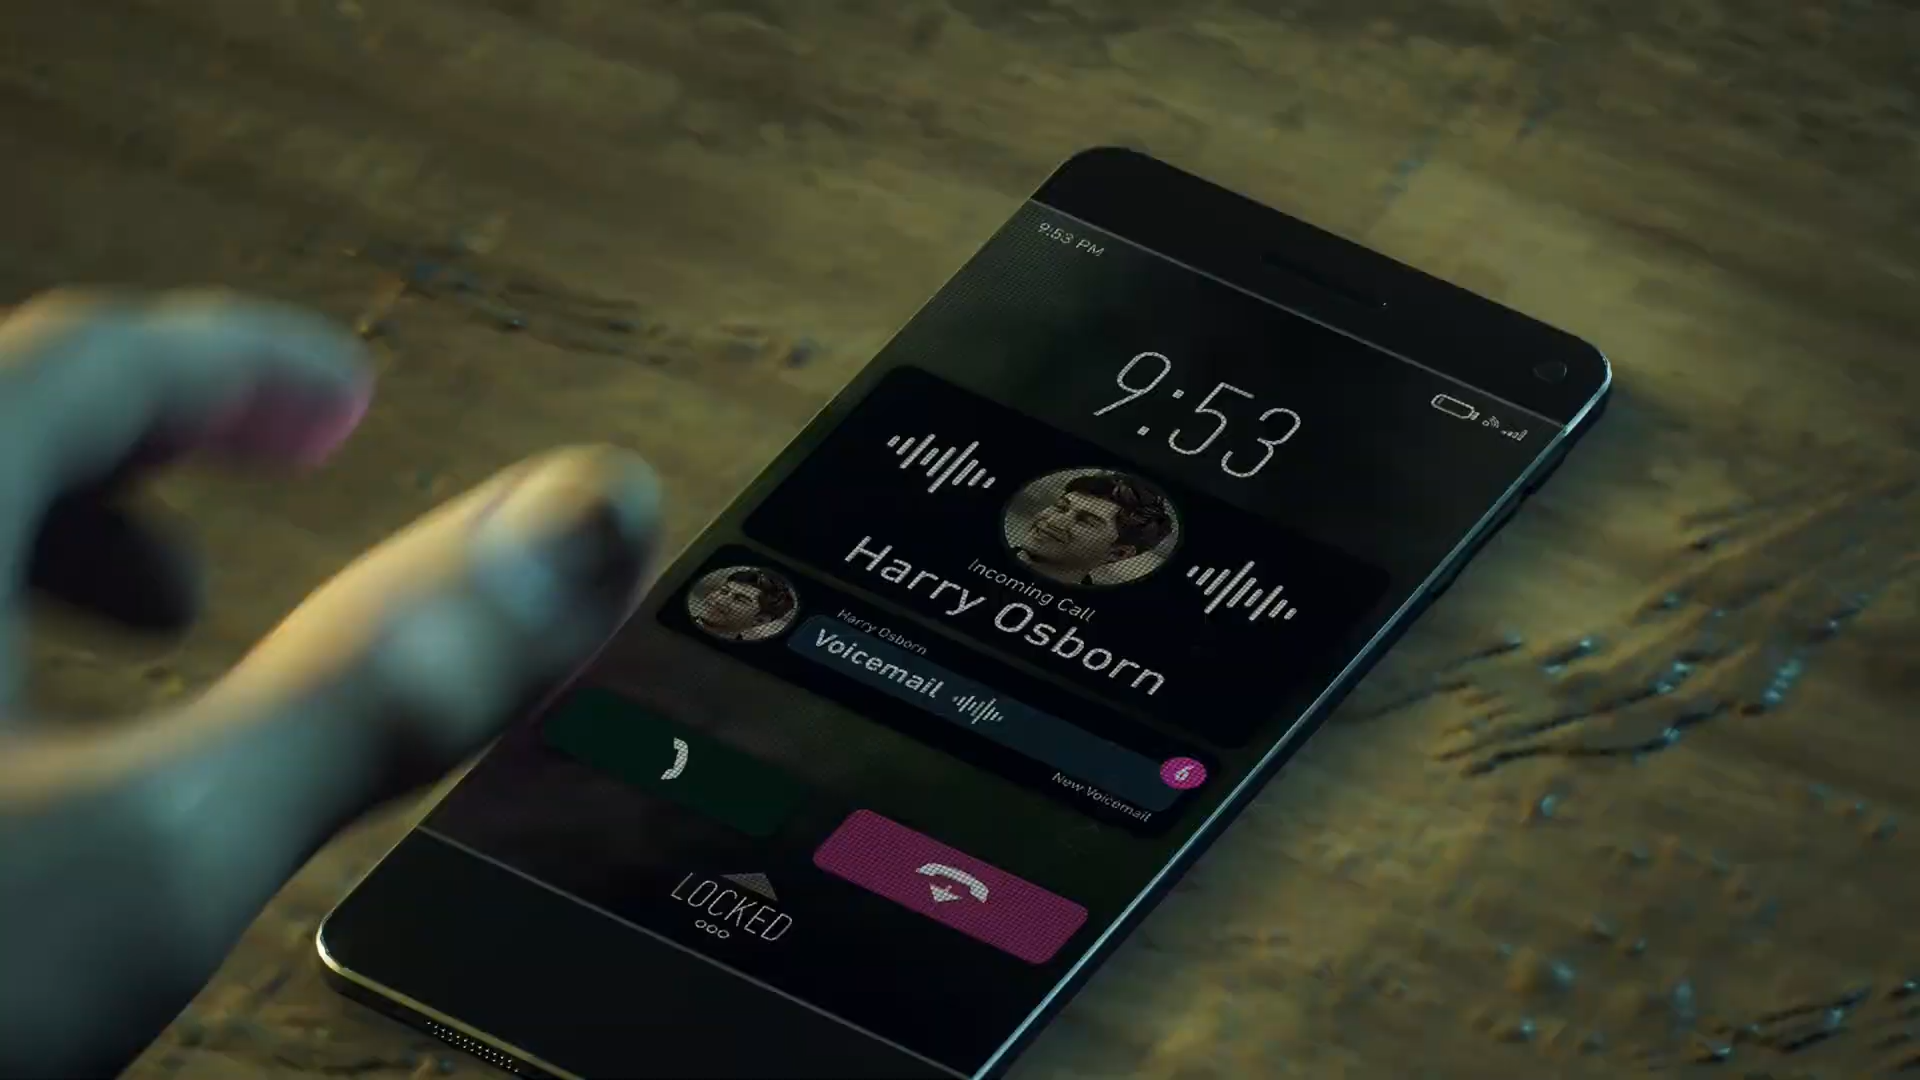 9:53 PM
9:53
Incoming Call
Harry Osborn
Harry Osborn
Voicemail
6
New Voicemail
LOCKED